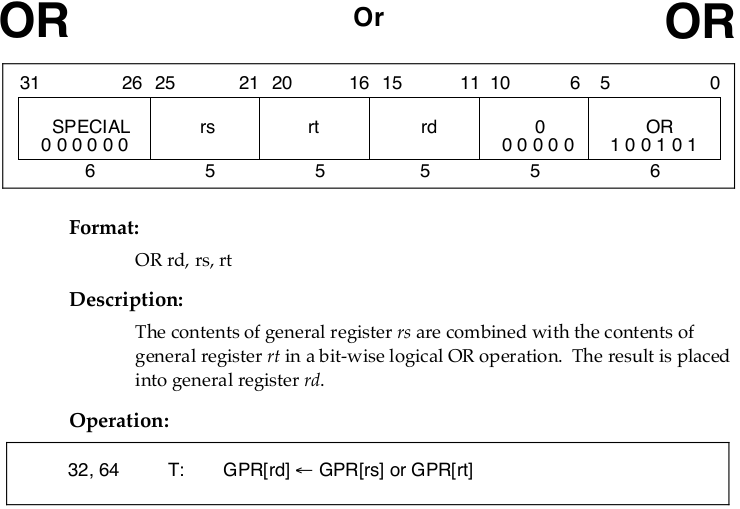 OR Or OR
31 26 25 21 20 16 15 11 10 6 5 0
SPECIAL rs rt rd 0 OR
0 0 0 0 0 0 0 0 0 0 0 1 0 0 1 0 1
6 5 5 5 5 6
Format:
OR rd, rs, rt
Description:
The contents of general register rs are combined with the contents of
general register rt in a bit-wise logical OR operation. The result is placed
into general register rd.
Operation:
32, 64 T: GPR[rd] ← GPR[rs] or GPR[rt]